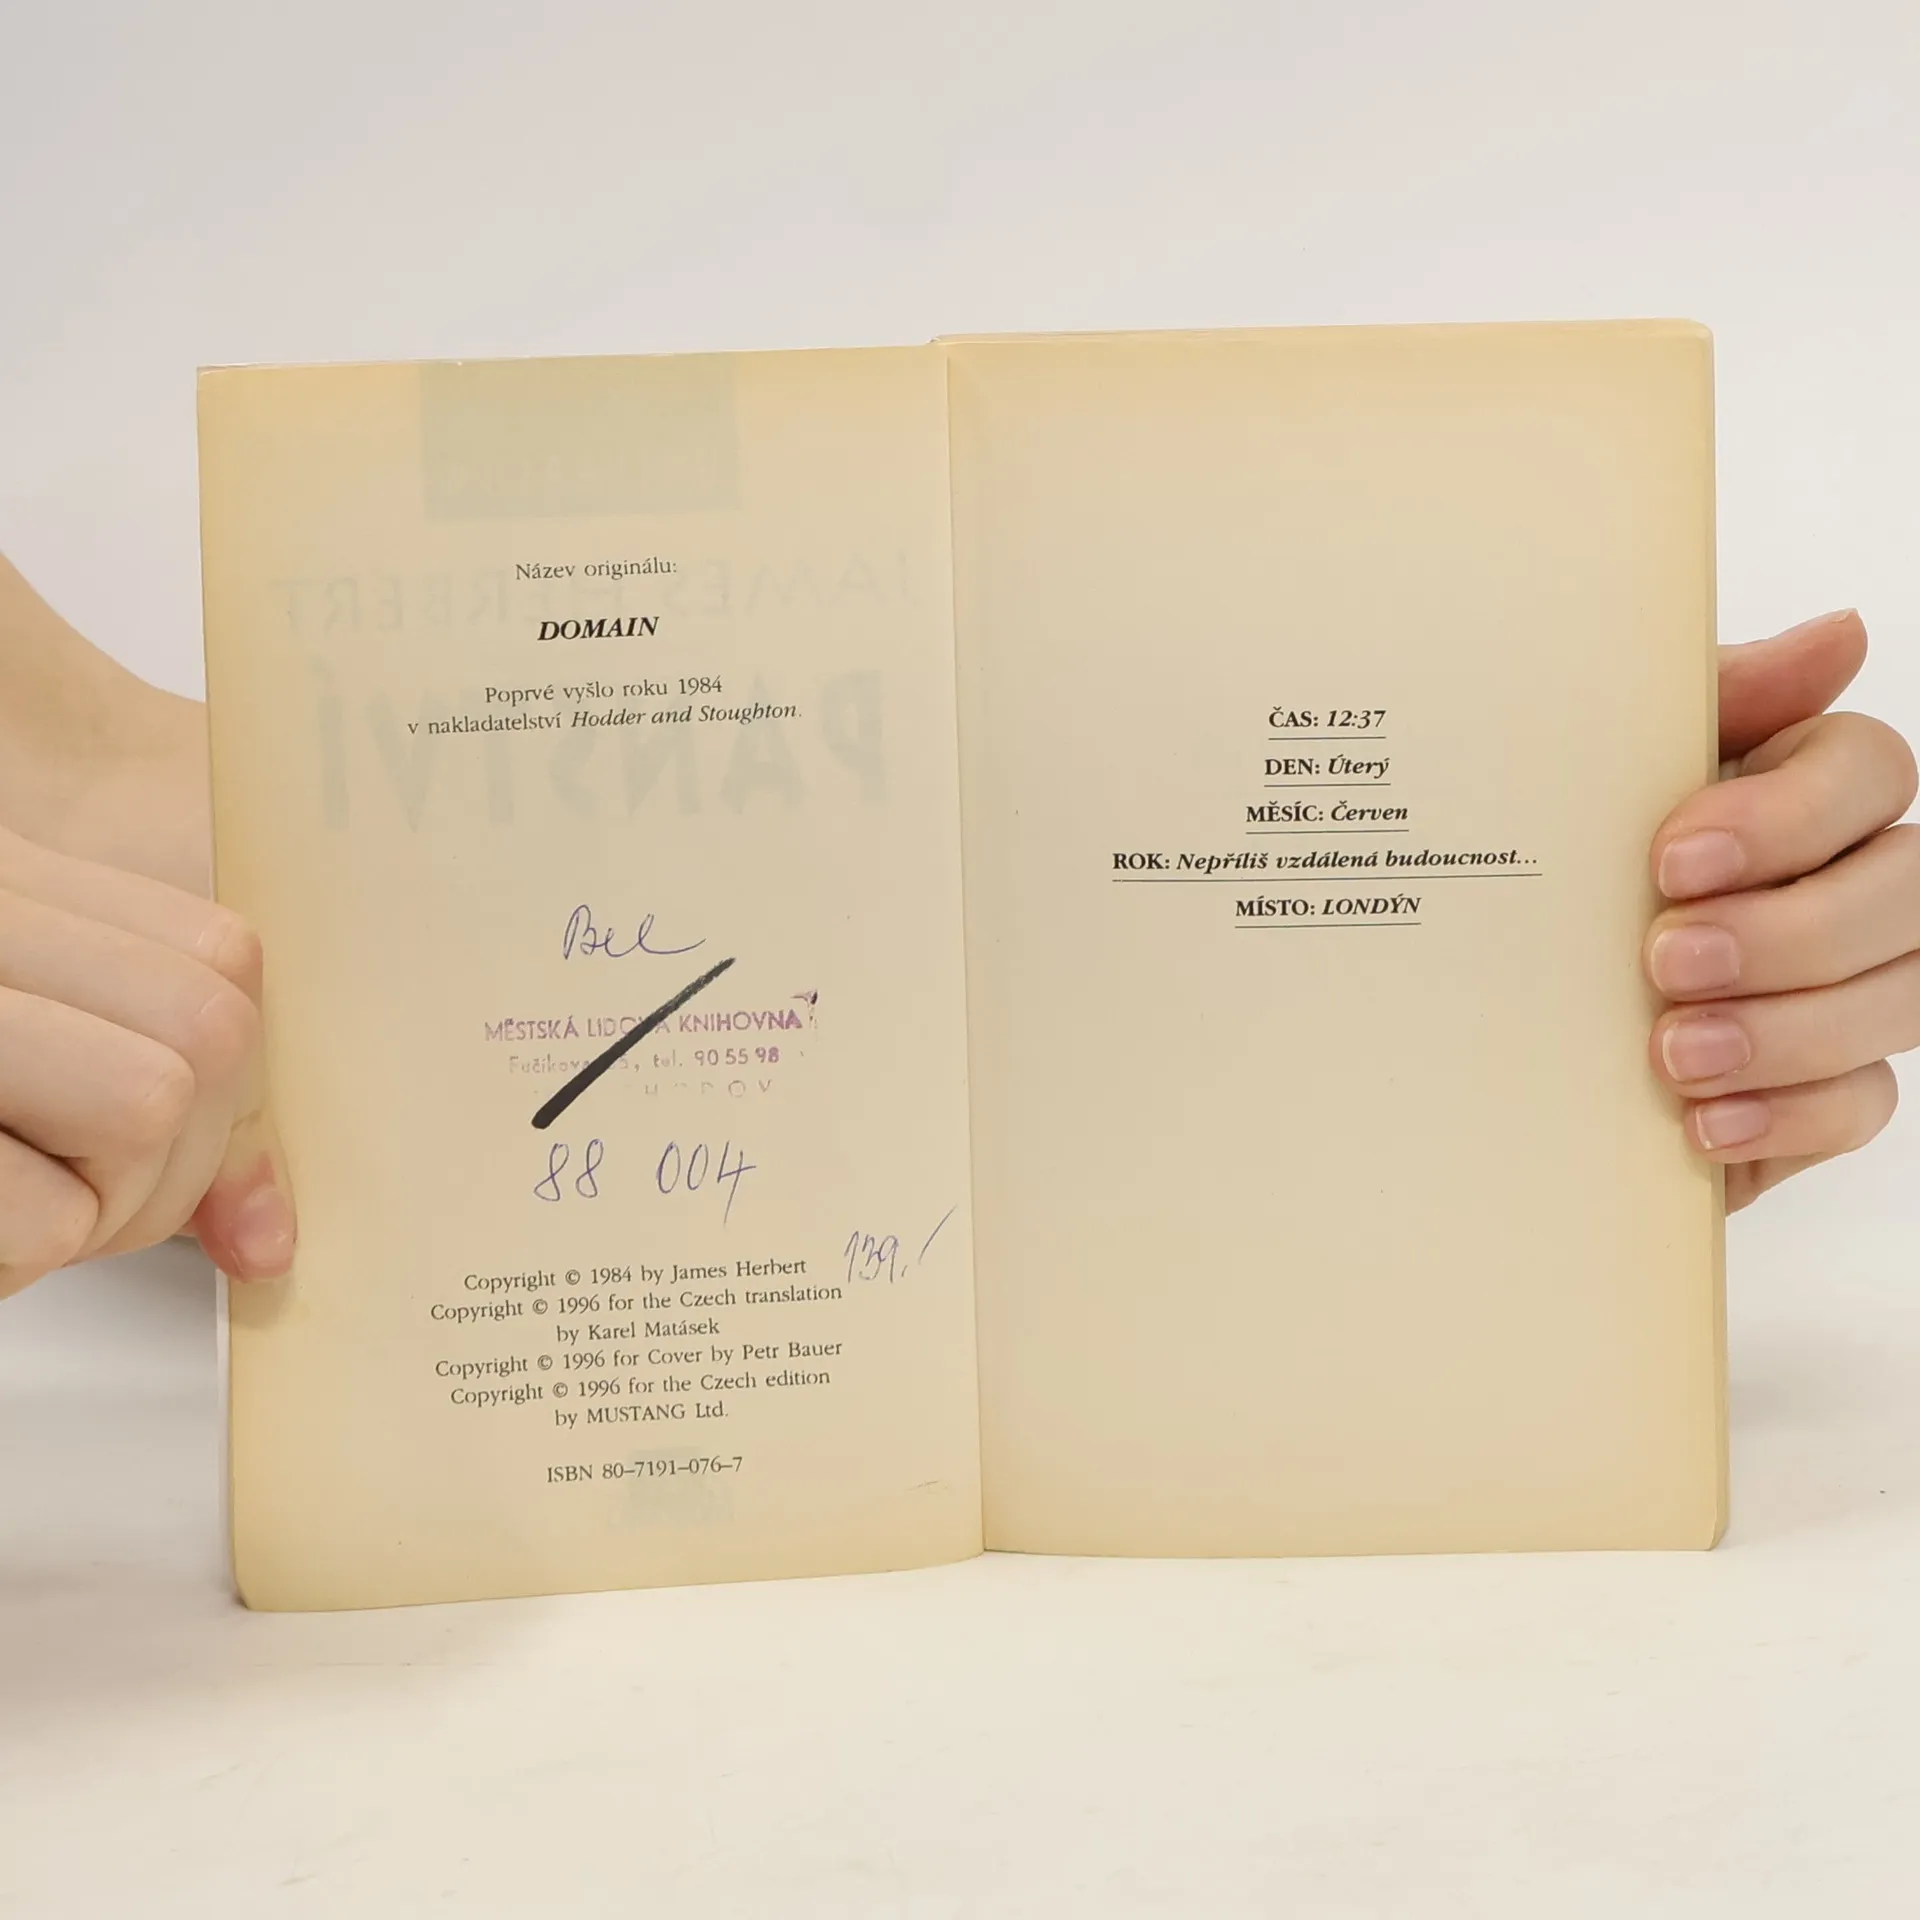 Název originálu:
DOMAIN
Poprvé vyšlo roku 1984
v nakladatelství Hodder and Stoughton.
MĚSTSKÁ LIDOVÁ KNIHOVNA
tel. 90 55 98
88 004
139,/
Copyright © 1984 by James Herbert
Copyright © 1996 for the Czech translation
by Karel Matásek
Copyright © 1996 for Cover by Petr Bauer
Copyright © 1996 for the Czech edition
by MUSTANG Ltd.
ISBN 80–7191–076–7
ČAS: 12:37
DEN: Úterý
MĚSÍC: Červen
ROK: Nepříliš vzdálená budoucnost...
MÍSTO: LONDÝN